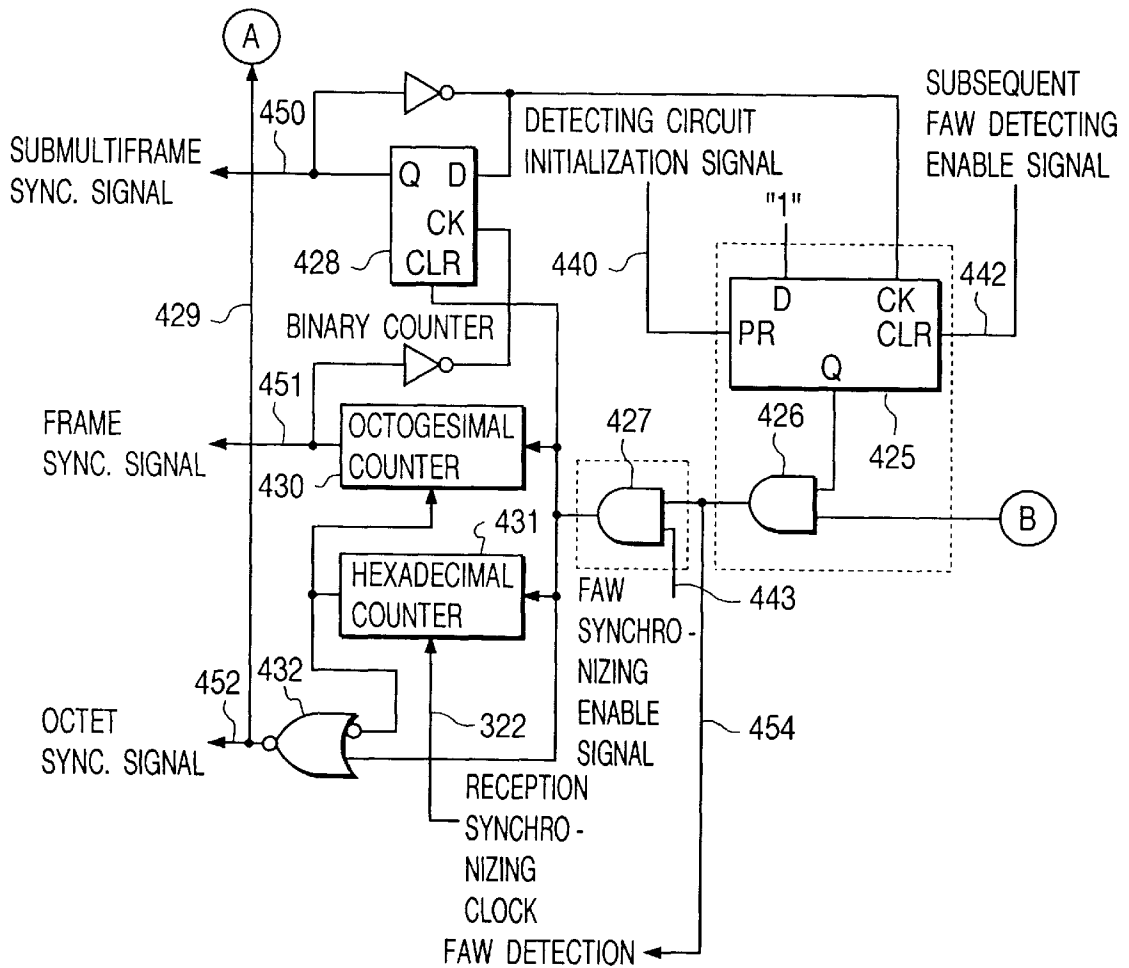 A
450
SUBMULTIFRAME
SYNC. SIGNAL
DETECTING CIRCUIT
INITIALIZATION SIGNAL
SUBSEQUENT
FAW DETECTING
ENABLE SIGNAL
Q D
CK
CLR
428
"1"
440
442
D CK
PR CLR
Q
429
BINARY COUNTER
451
FRAME
SYNC. SIGNAL
OCTOGESIMAL
COUNTER
430
427
426
425
B
431
HEXADECIMAL
COUNTER
443
FAW
SYNCHRO-
NIZING
ENABLE
SIGNAL
452
432
OCTET
SYNC. SIGNAL
322
454
RECEPTION
SYNCHRO-
NIZING
CLOCK
FAW DETECTION